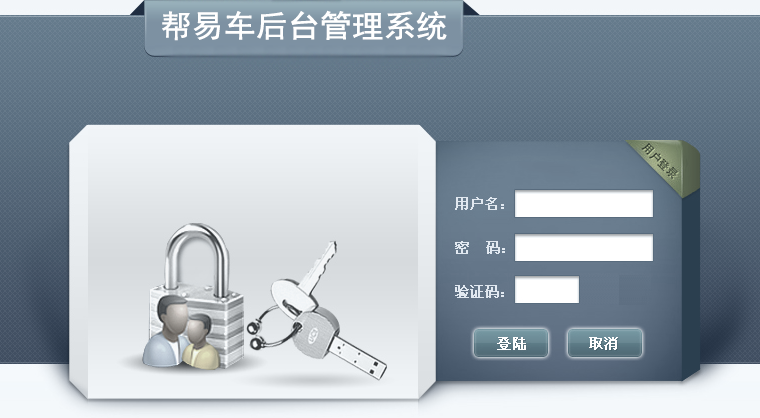 帮易车后台管理系统
用户登录
用户名：
密 码：
验证码：
登陆 取消